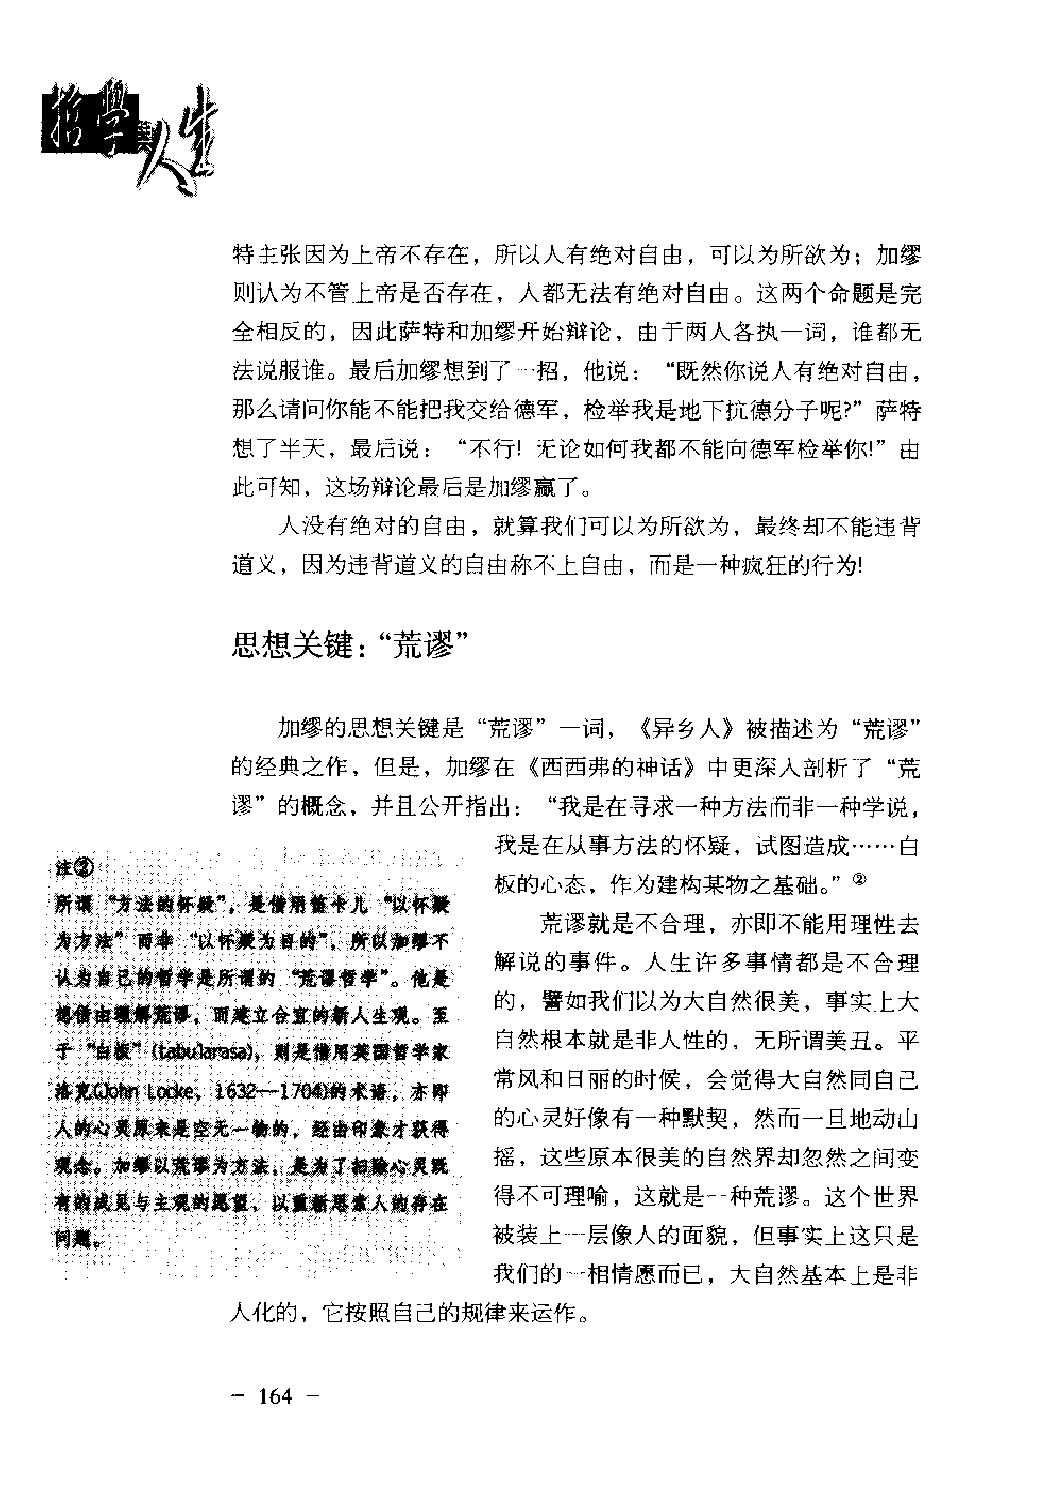 哲學與人生
特主张因为上帝不存在，所以人有绝对自由，可以为所欲为；加缪
则认为不管上帝是否存在，人都无法有绝对自由。这两个命题是完
全相反的，因此萨特和加缪开始辩论，由于两人各执一词，谁都无
法说服谁。最后加缪想到了一招，他说：“既然你说人有绝对自由，
那么请问你能不能把我交给德军，检举我是地下抗德分子呢?”萨特
想了半天，最后说：“不行! 无论如何我都不能向德军检举你!”由
此可知，这场辩论最后是加缪赢了。
人没有绝对的自由，就算我们可以为所欲为，最终却不能违背
道义，因为违背道义的自由称不上自由，而是一种疯狂的行为!
思想关键：“荒谬”
加缪的思想关键是“荒谬”一词，《异乡人》被描述为“荒谬”
的经典之作，但是，加缪在《西西弗的神话》中更深入剖析了“荒
谬”的概念，并且公开指出：“我是在寻求一种方法而非一种学说，
我是在从事方法的怀疑，试图造成……白
板的心态，作为建构某物之基础。”②
荒谬就是不合理，亦即不能用理性去
解说的事件。人生许多事情都是不合理
的，譬如我们以为大自然很美，事实上大
自然根本就是非人性的，无所谓美丑。平
常风和日丽的时候，会觉得大自然同自己
的心灵好像有一种默契，然而一旦地动山
摇，这些原本很美的自然界却忽然之间变
得不可理喻，这就是一种荒谬。这个世界
被装上一层像人的面貌，但事实上这只是
我们的一相情愿而已，大自然基本上是非
人化的，它按照自己的规律来运作。
注②
所谓“方法的怀疑”，是借用笛卡儿“以怀疑
为方法”而非“以怀疑为目的”，所以加缪不
认为自己的哲学是所谓的“荒谬哲学”。他是
想借由理解荒谬，而建立合宜的新人生观。至
于“白板”(tabularasa)，则是借用英国哲学家
洛克(John Locke，1632—1704)的术语，亦即
人的心灵原来是空无一物的，经由印象才获得
观念。加缪以荒谬为方法，是为了扫除心灵既
有的成见与主观的愿望，以重新思索人的存在
问题。
－ 164 －